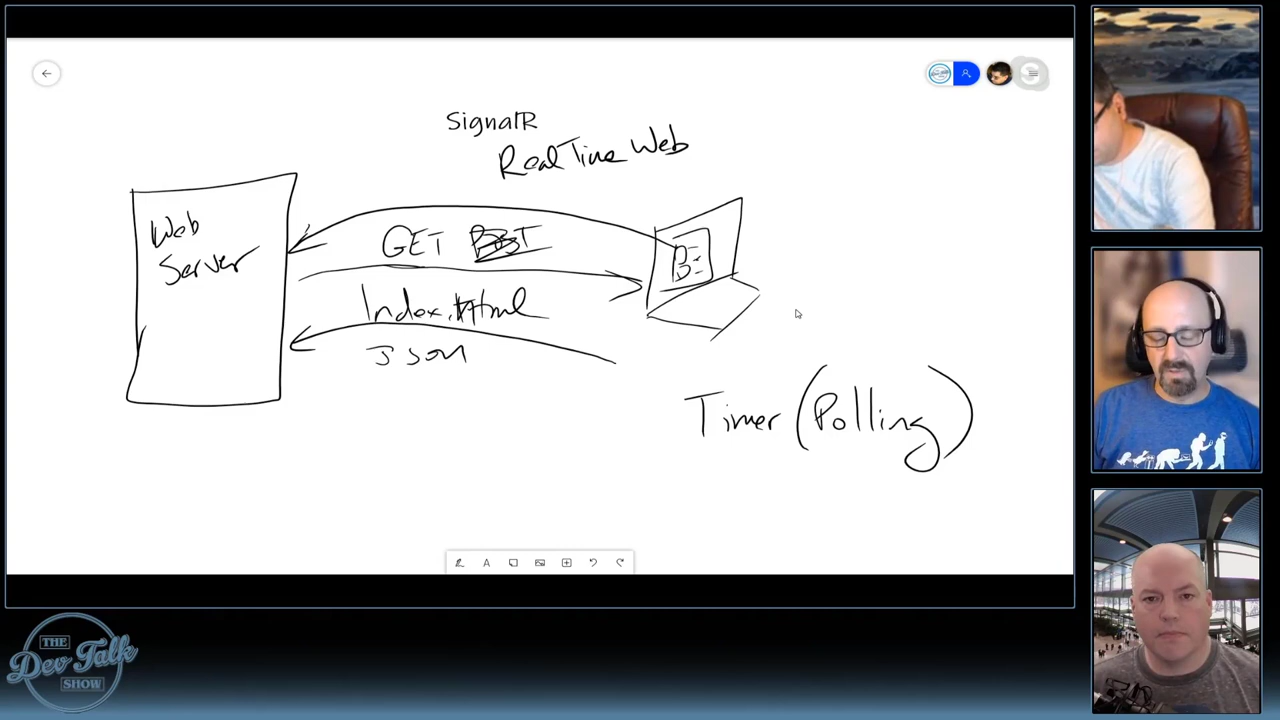 SignalR
Real Time Web
Web
Server
GET
Index.Html
JSON
Timer (Polling)
THE
Dev Talk
SHOW